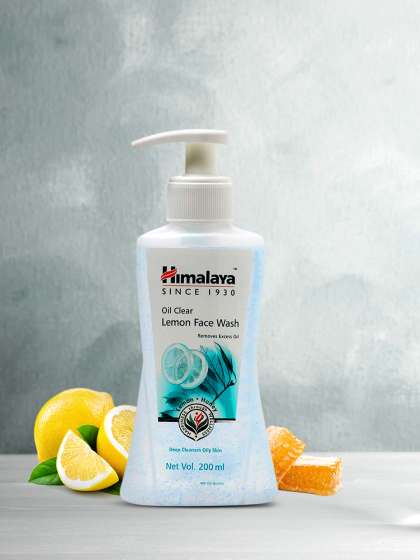 Himalaya™
SINCE 1930
Oil Clear
Lemon Face Wash
Removes Excess Oil
Lemon • Honey
Deep Cleanses Oily Skin
Net Vol. 200 ml